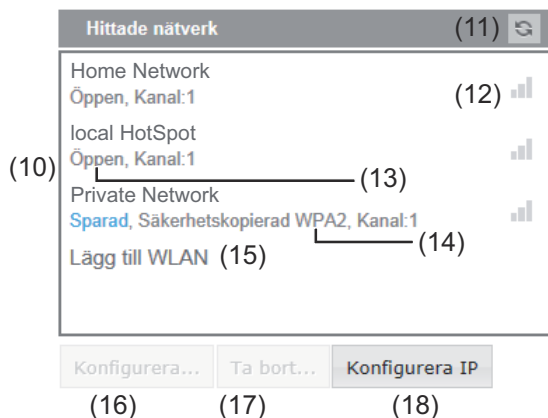 Hittade nätverk (11)
Home Network
Öppen, Kanal:1 (12)
local HotSpot
Öppen, Kanal:1
(10) (13)
Private Network
Sparad, Säkerhetskopierad WPA2, Kanal:1
(14)
Lägg till WLAN (15)
Konfigurera... Ta bort... Konfigurera IP
(16) (17) (18)